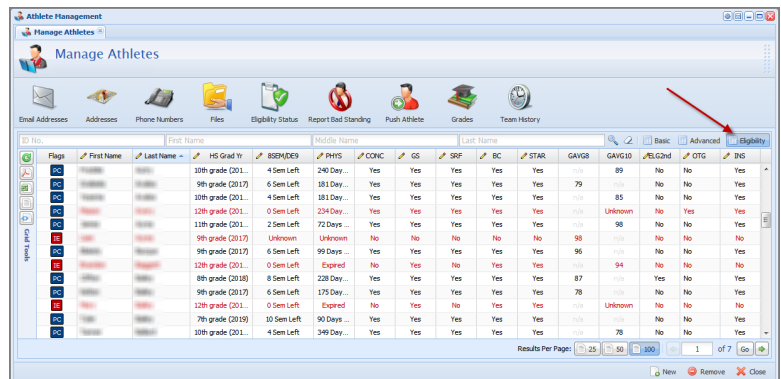 Athlete Management
Manage Athletes
Manage Athletes
Email Addresses Addresses Phone Numbers Files Eligibility Status Report Bad Standing Push Athlete Grades Team History
ID No. First Name Middle Name Last Name Basic Advanced Eligibility
Flags First Name Last Name HS Grad Yr 8SEM/DE9 PHYS CONC GS SRF BC STAR GAVG8 GAVG10 ELG2nd OTG INS
PC 10th grade (201... 4 Sem Left 240 Day... Yes Yes Yes Yes Yes n/a 89 No No Yes
PC 9th grade (2017) 6 Sem Left 181 Day... Yes Yes Yes Yes Yes 79 n/a No No Yes
PC 10th grade (201... 4 Sem Left 181 Day... Yes Yes Yes Yes Yes n/a 85 No No Yes
PC 12th grade (201... 0 Sem Left 234 Day... Yes Yes Yes Yes Yes n/a Unknown No Yes Yes
PC 11th grade (201... 2 Sem Left 72 Days ... Yes Yes Yes Yes Yes n/a 98 No No Yes
IE 9th grade (2017) Unknown Unknown No No No No No 98 n/a No No No
PC 9th grade (2017) 6 Sem Left 99 Days ... Yes Yes Yes Yes Yes 96 n/a No No Yes
IE 12th grade (201... 0 Sem Left Expired No Yes Yes Yes Yes n/a 94 No No No
PC 8th grade (2018) 8 Sem Left 228 Day... Yes Yes Yes Yes Yes 87 n/a Yes No Yes
PC 9th grade (2017) 6 Sem Left 175 Day... Yes Yes Yes Yes Yes 78 n/a No No Yes
IE 12th grade (201... 0 Sem Left Expired No Yes Yes Yes Yes n/a Unknown No No No
PC 7th grade (2019) 10 Sem Left 90 Days ... Yes Yes Yes Yes Yes n/a n/a No No Yes
PC 10th grade (201... 4 Sem Left 349 Day... Yes Yes Yes Yes Yes n/a 78 No No Yes
Grid Tools
Results Per Page: 25 50 100 1 of 7 Go
New Remove Close